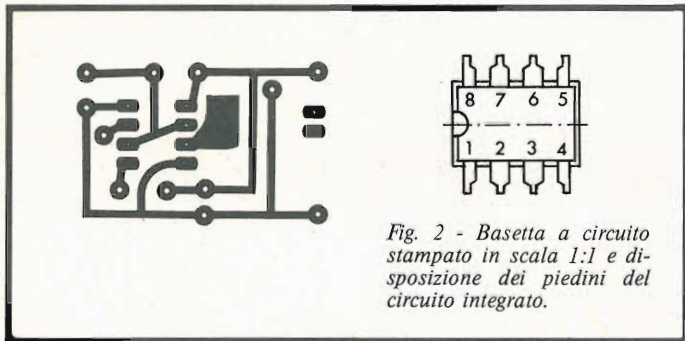 8 7 6 5
1 2 3 4
Fig. 2 - Basetta a circuito
stampato in scala 1:1 e di-
sposizione dei piedini del
circuito integrato.